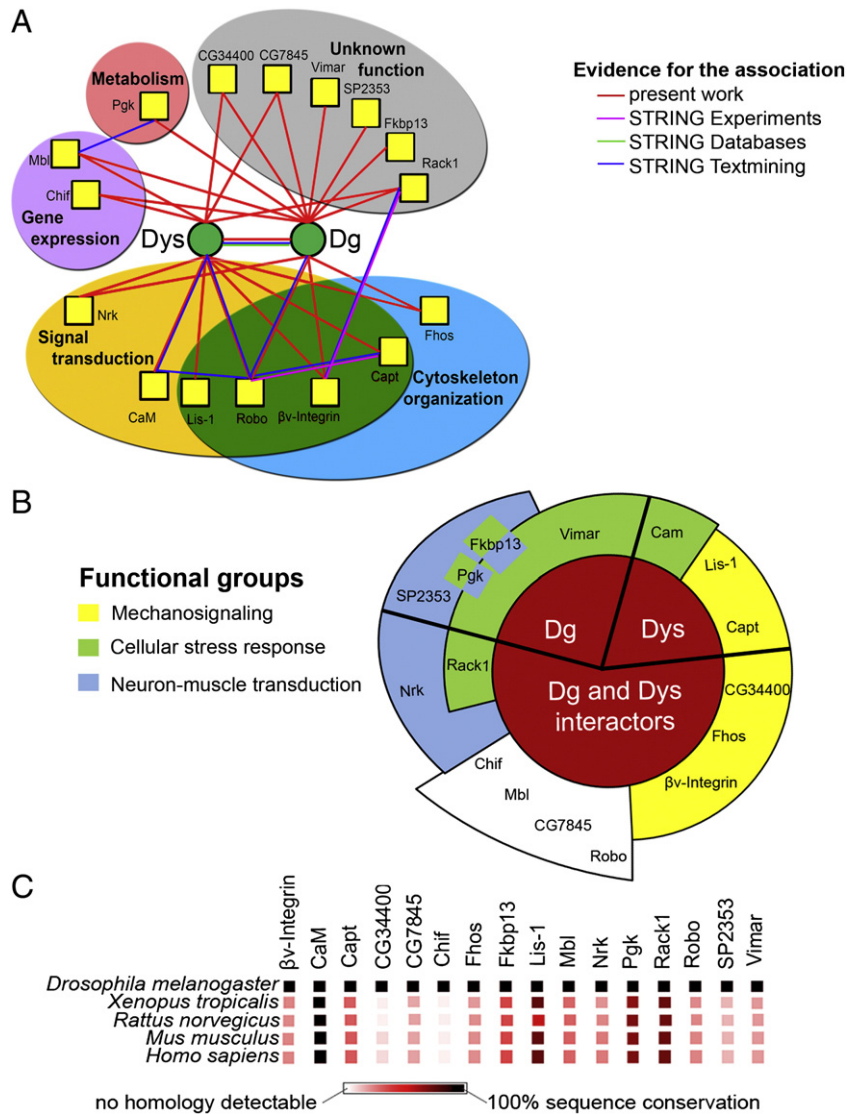 A
CG34400 CG7845 Unknown
function
Vimar
SP2353
Fkbp13
Rack1
Metabolism
Pgk
Mbl
Chif
Gene
expression
Dys
Dg
Evidence for the association
present work
STRING Experiments
STRING Databases
STRING Textmining
Nrk
Signal
transduction
Fhos
Capt
Cytoskeleton
organization
CaM
Lis-1
Robo
βv-Integrin
B
Functional groups
Mechanosignaling
Cellular stress response
Neuron-muscle transduction
Fkbp13
Vimar
Cam
Pgk
Lis-1
SP2353
Capt
Dg
Dys
Rack1
Nrk
Dg and Dys
interactors
CG34400
Fhos
βv-Integrin
Chif
Mbl
CG7845
Robo
C
βv-Integrin
CaM
Capt
CG34400
CG7845
Chif
Fhos
Fkbp13
Lis-1
Mbl
Nrk
Pgk
Rack1
Robo
SP2353
Vimar
Drosophila melanogaster
Xenopus tropicalis
Rattus norvegicus
Mus musculus
Homo sapiens
no homology detectable
100% sequence conservation